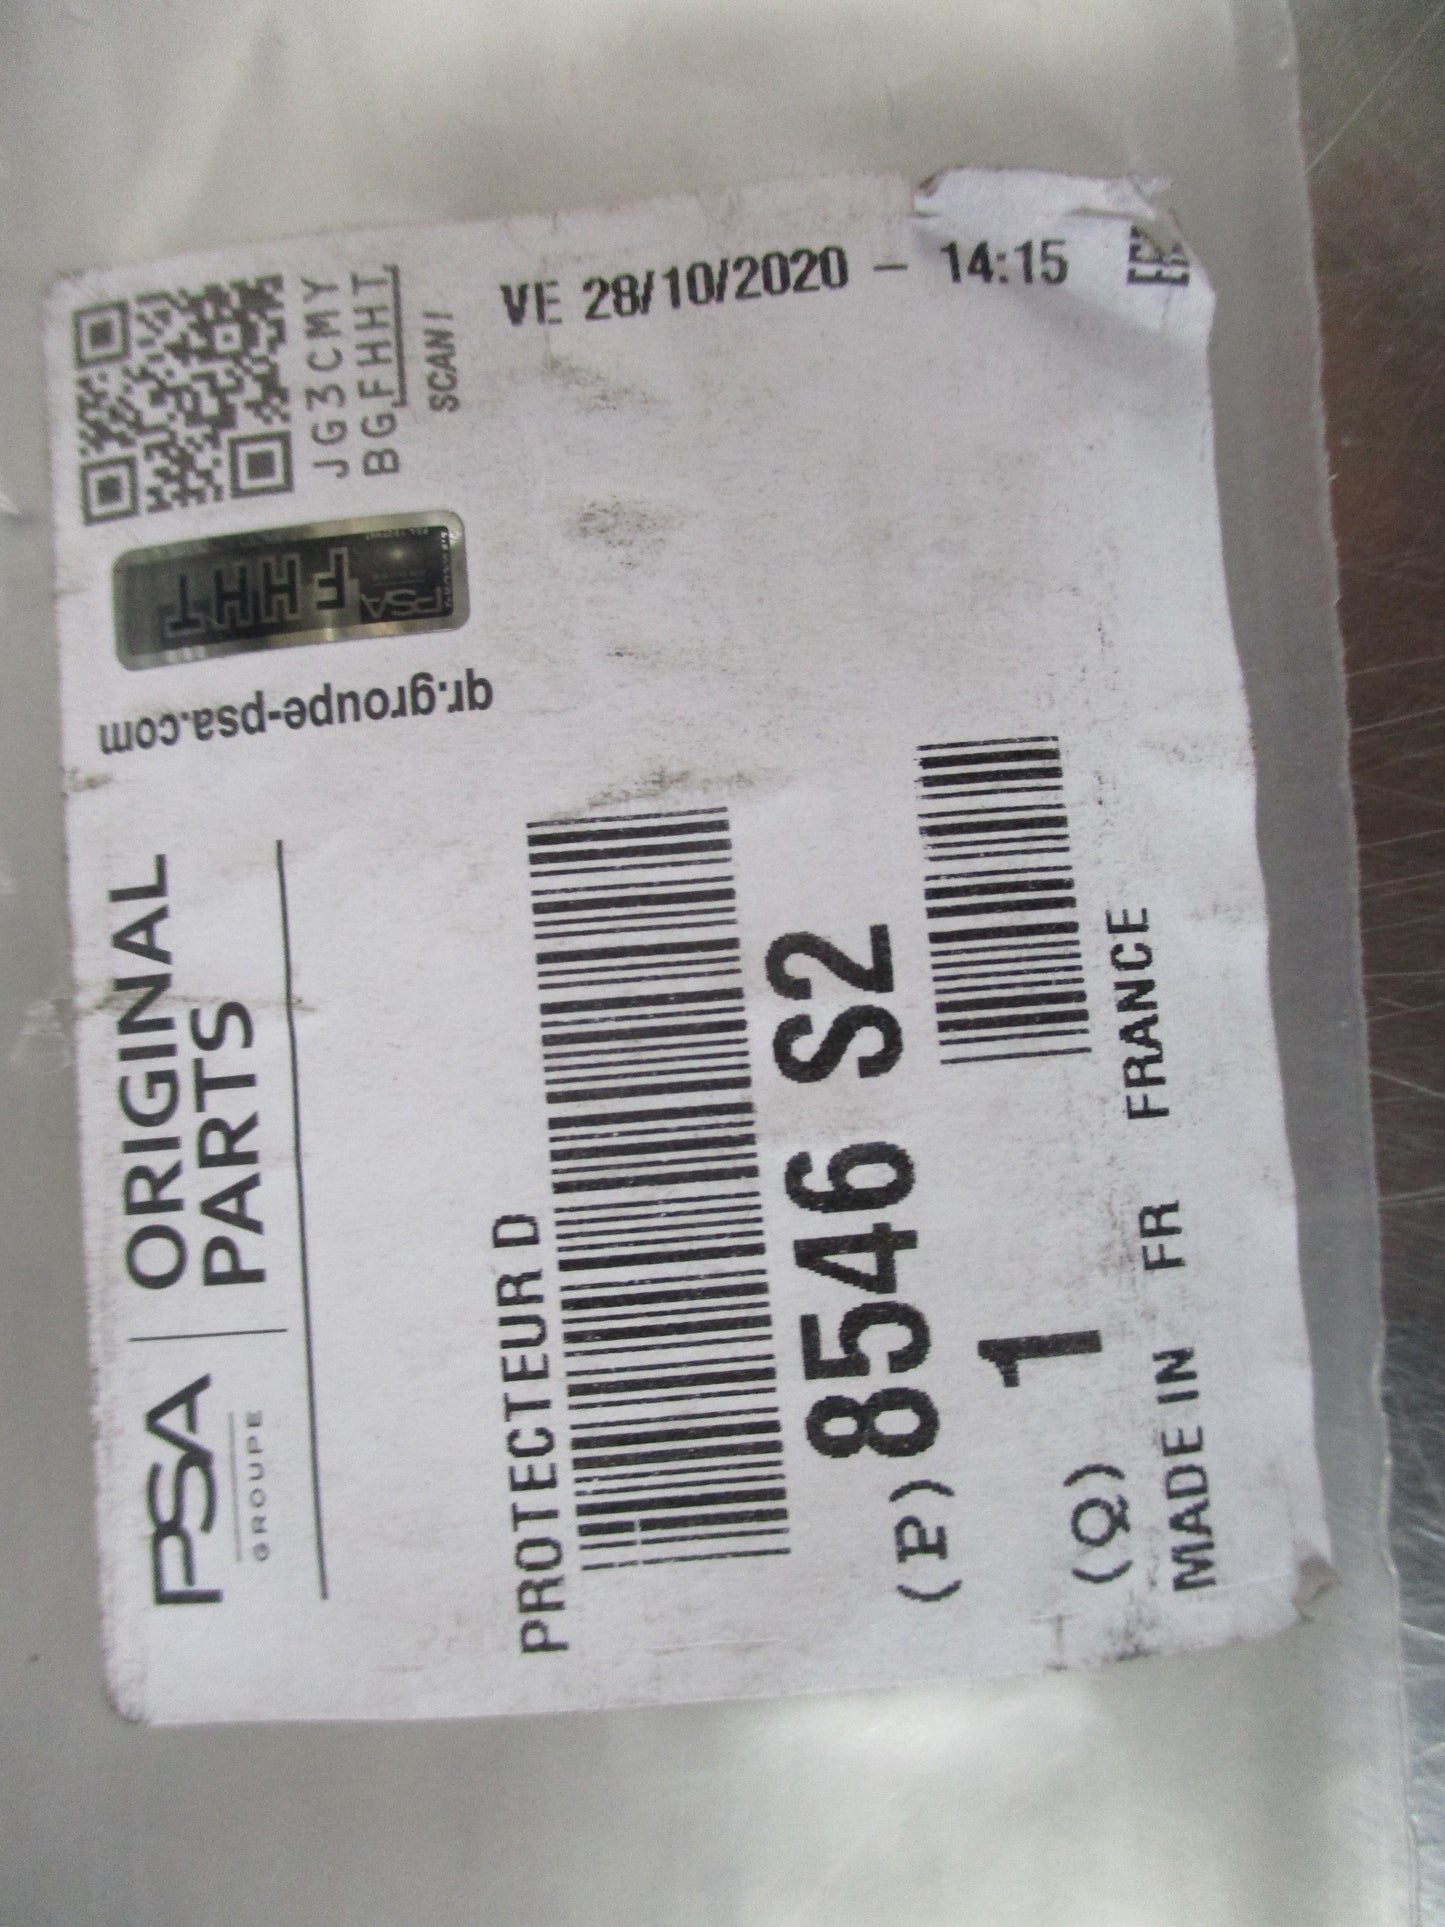 PSA
GROUPE
ORIGINAL
PARTS
qr.groupe-psa.com
PSA
FHHT
JG3CMY
BGFHHT
SCAN!
VE 28/10/2020 - 14:15
EAC
PROTECTEUR D
(P) 8546 S2
(Q) 1
MADE IN FR FRANCE